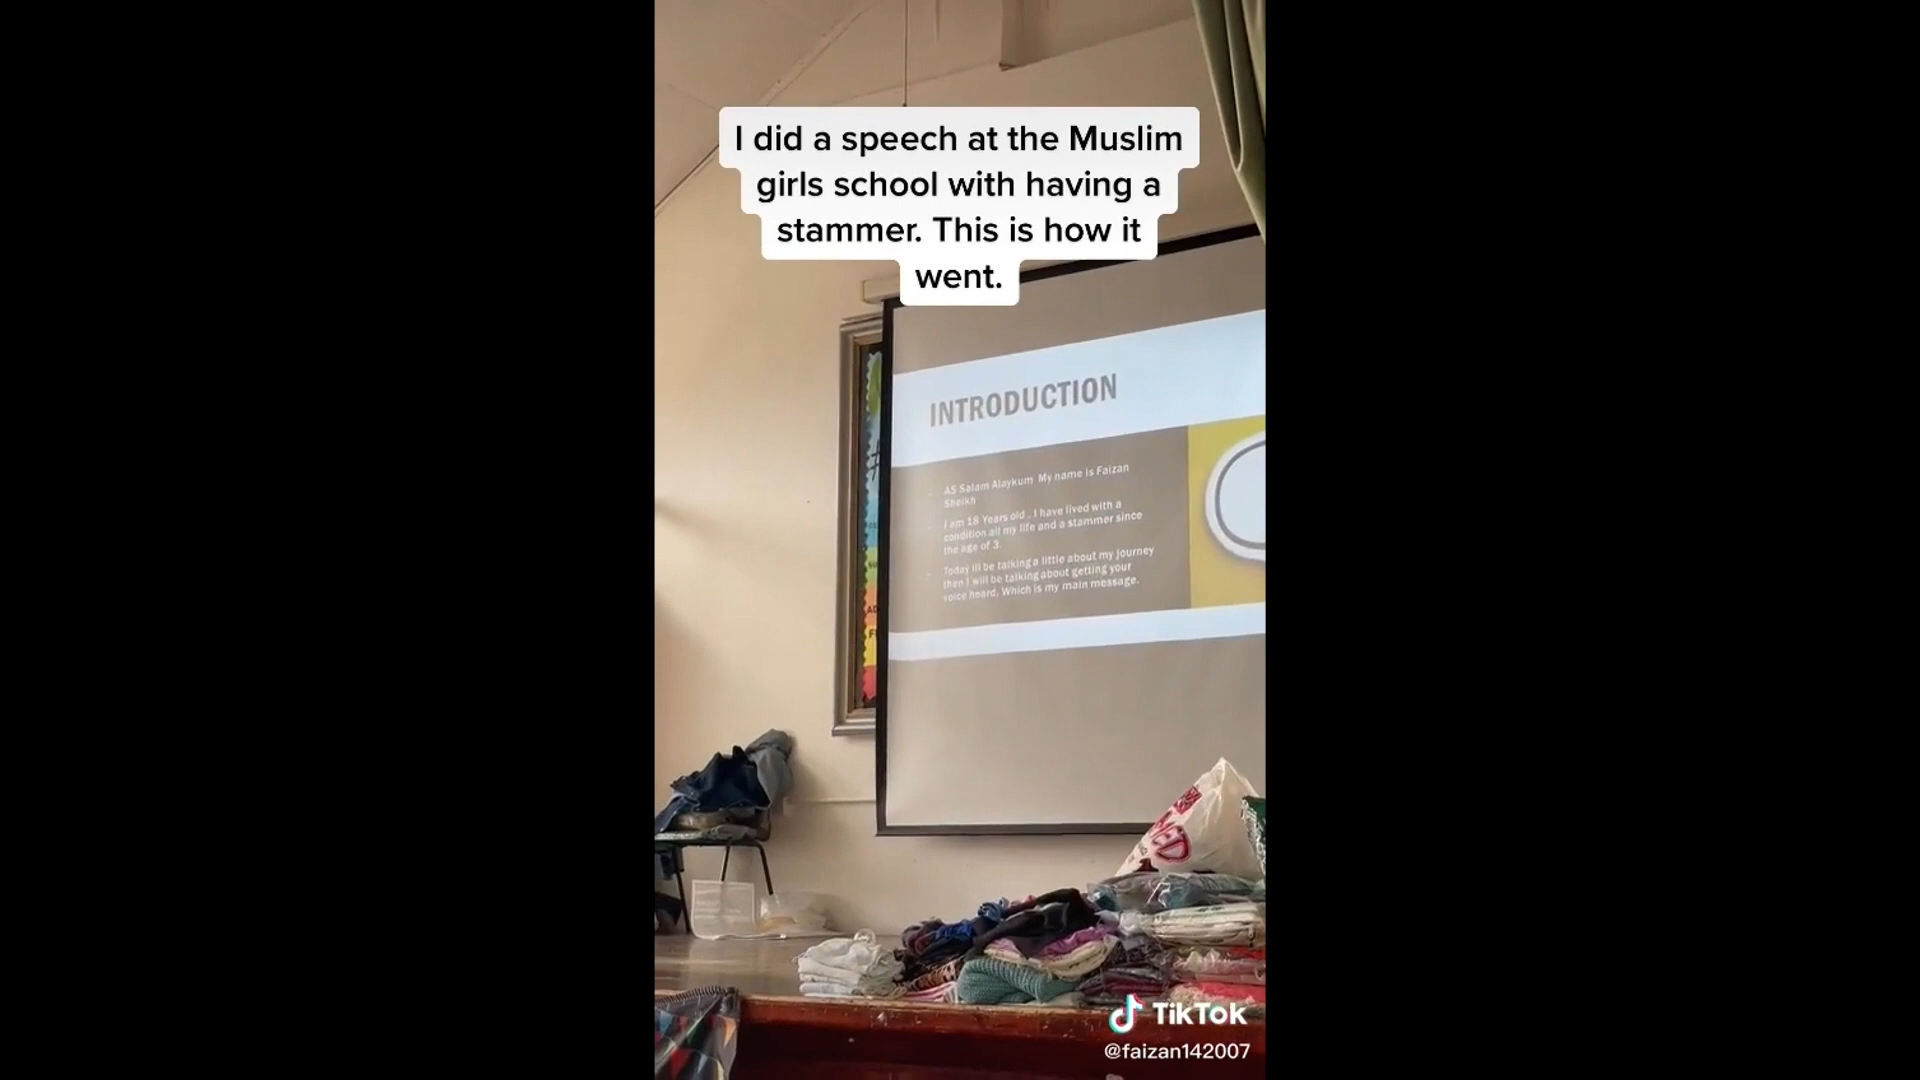 I did a speech at the Muslim
girls school with having a
stammer. This is how it
went.
INTRODUCTION
- AS Salam Alaykum My name is Faizan
Sheikh
- I am 18 Years old . I have lived with a
condition all my life and a stammer since
the age of 3.
- Today ill be talking a little about my journey
then I will be talking about getting your
voice heard. Which is my main message.
TikTok
@faizan142007